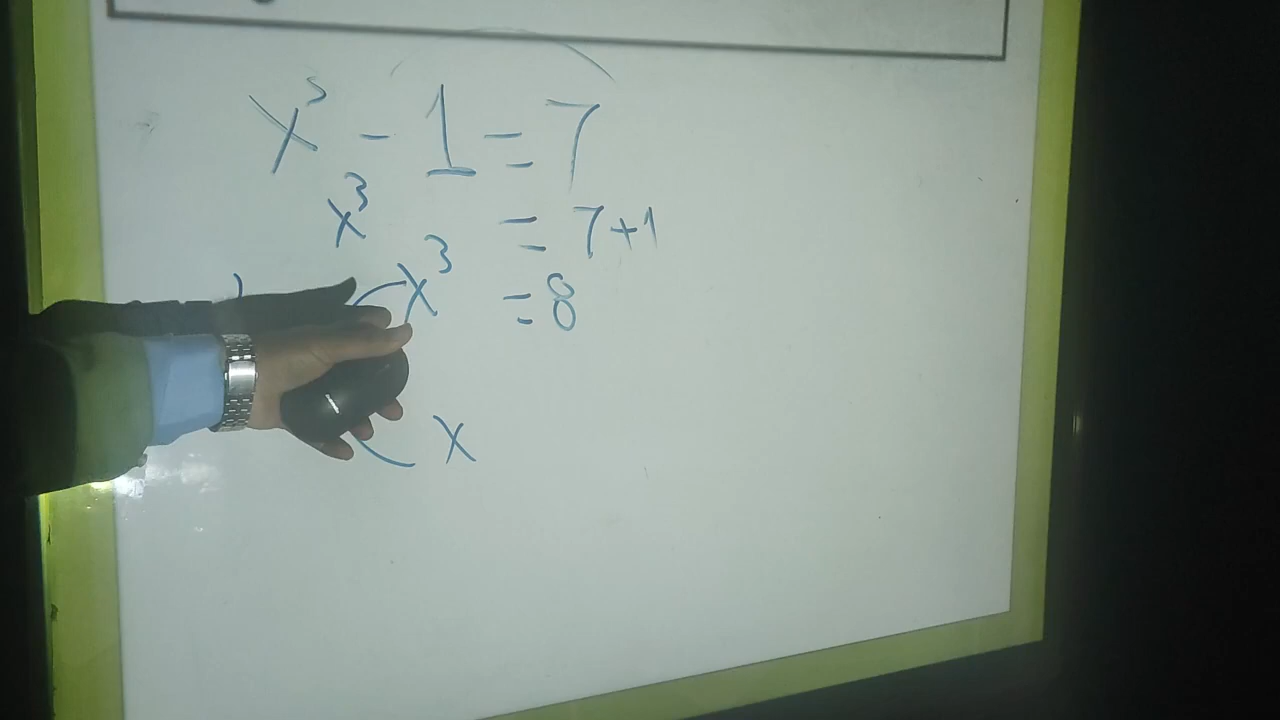 x³ - 1 = 7
x³ = 7+1
x³ = 8
x